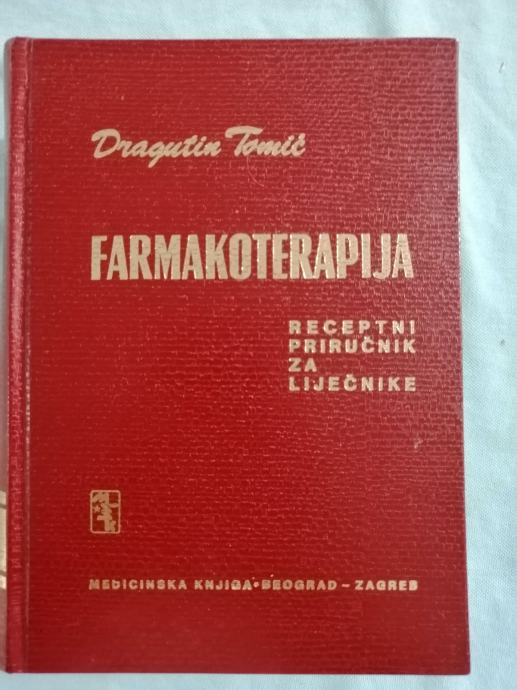 Dragutin Tomić
FARMAKOTERAPIJA
RECEPTNI
PRIRUČNIK
ZA
LIJEČNIKE
MEDICINSKA KNJIGA • BEOGRAD - ZAGREB